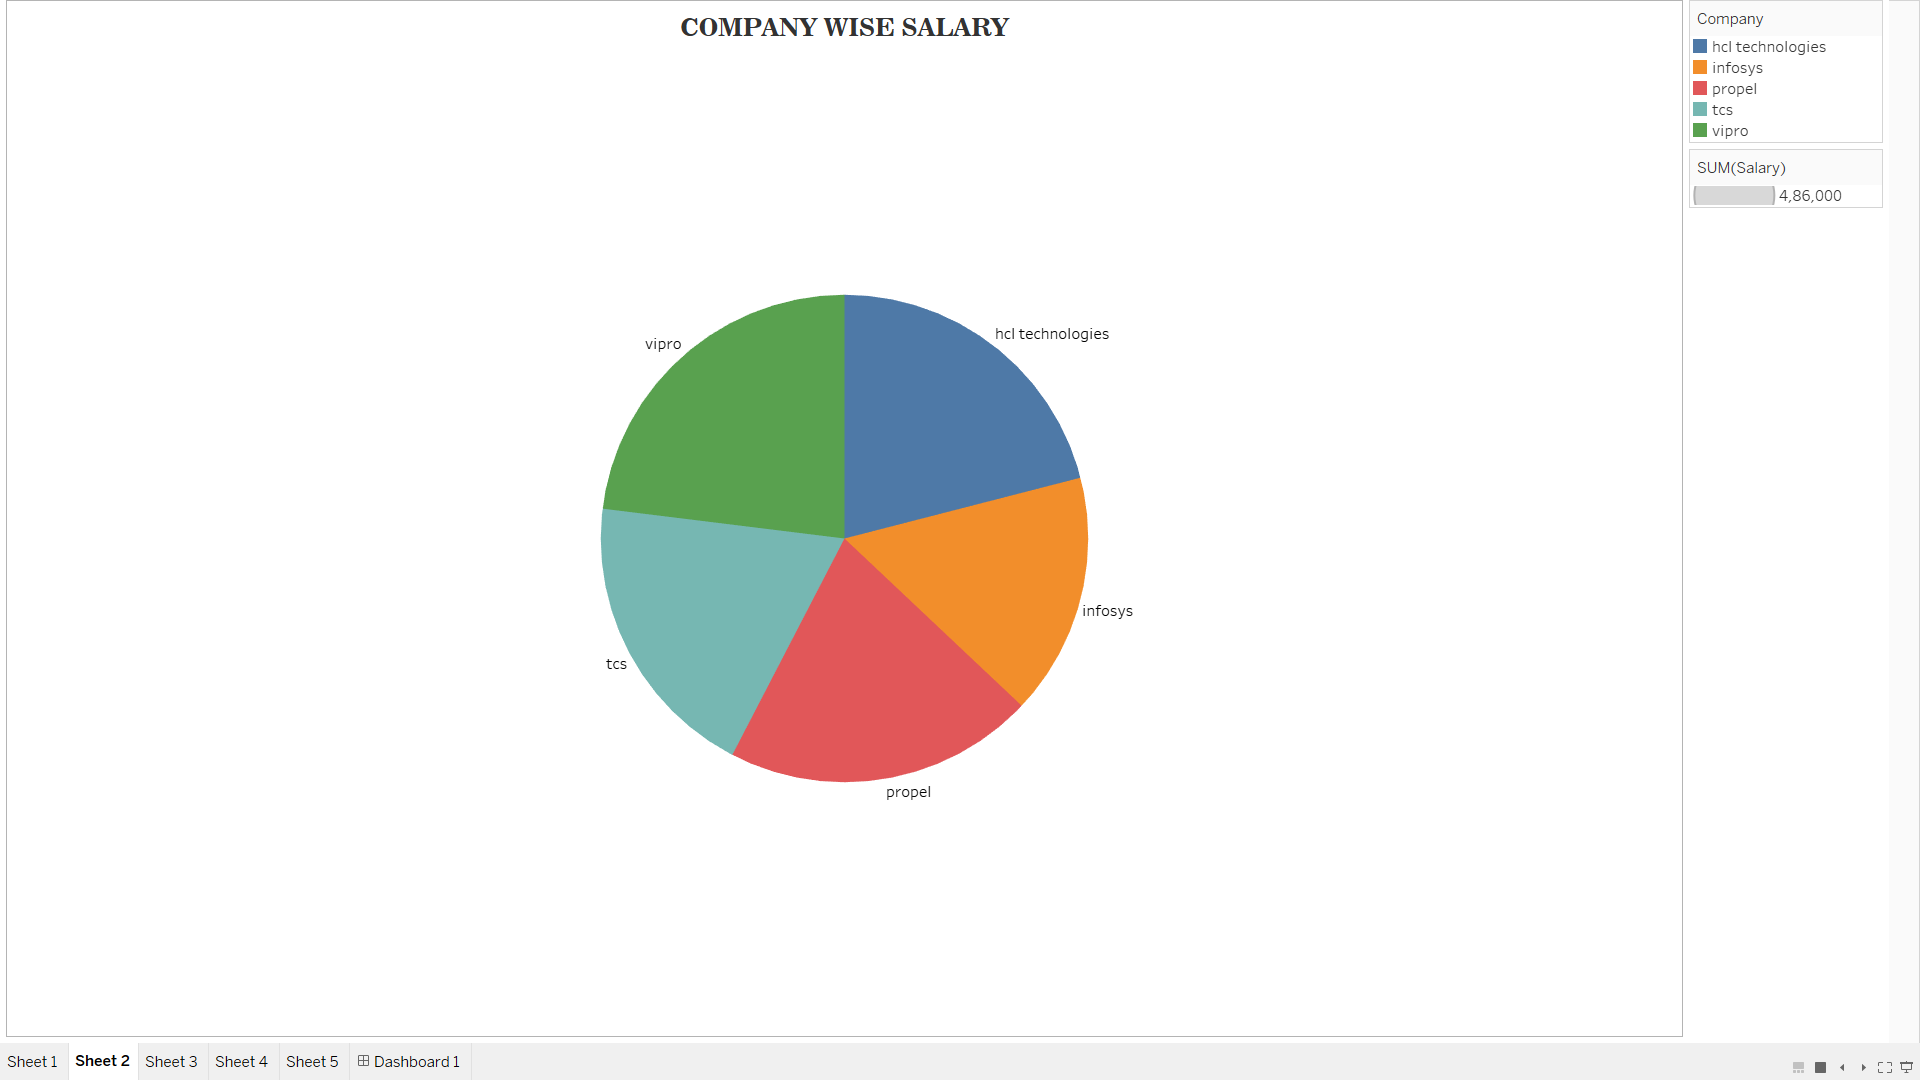 COMPANY WISE SALARY
Company
hcl technologies
infosys
propel
tcs
vipro
SUM(Salary)
4,86,000
vipro
hcl technologies
infosys
tcs
propel
Sheet 1
Sheet 2
Sheet 3
Sheet 4
Sheet 5
Dashboard 1